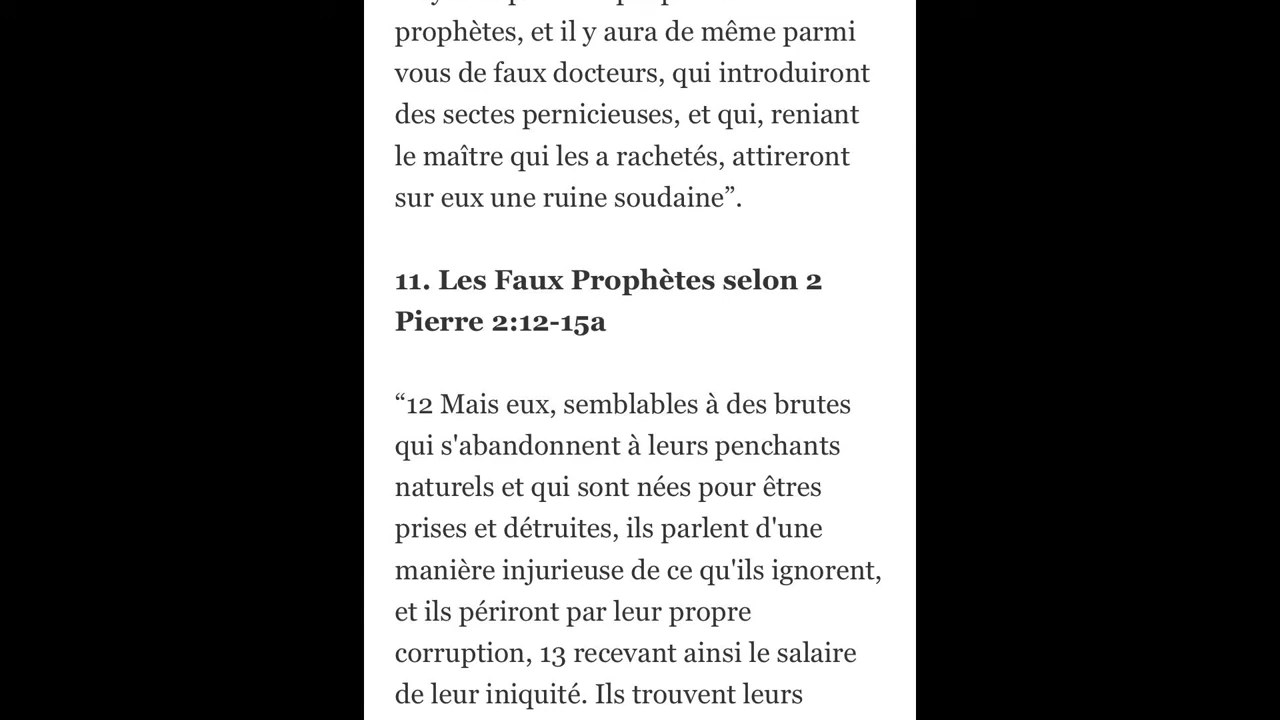 prophètes, et il y aura de même parmi
vous de faux docteurs, qui introduiront
des sectes pernicieuses, et qui, reniant
le maître qui les a rachetés, attireront
sur eux une ruine soudaine”.
11. Les Faux Prophètes selon 2
Pierre 2:12-15a
“12 Mais eux, semblables à des brutes
qui s'abandonnent à leurs penchants
naturels et qui sont nées pour êtres
prises et détruites, ils parlent d'une
manière injurieuse de ce qu'ils ignorent,
et ils périront par leur propre
corruption, 13 recevant ainsi le salaire
de leur iniquité. Ils trouvent leurs